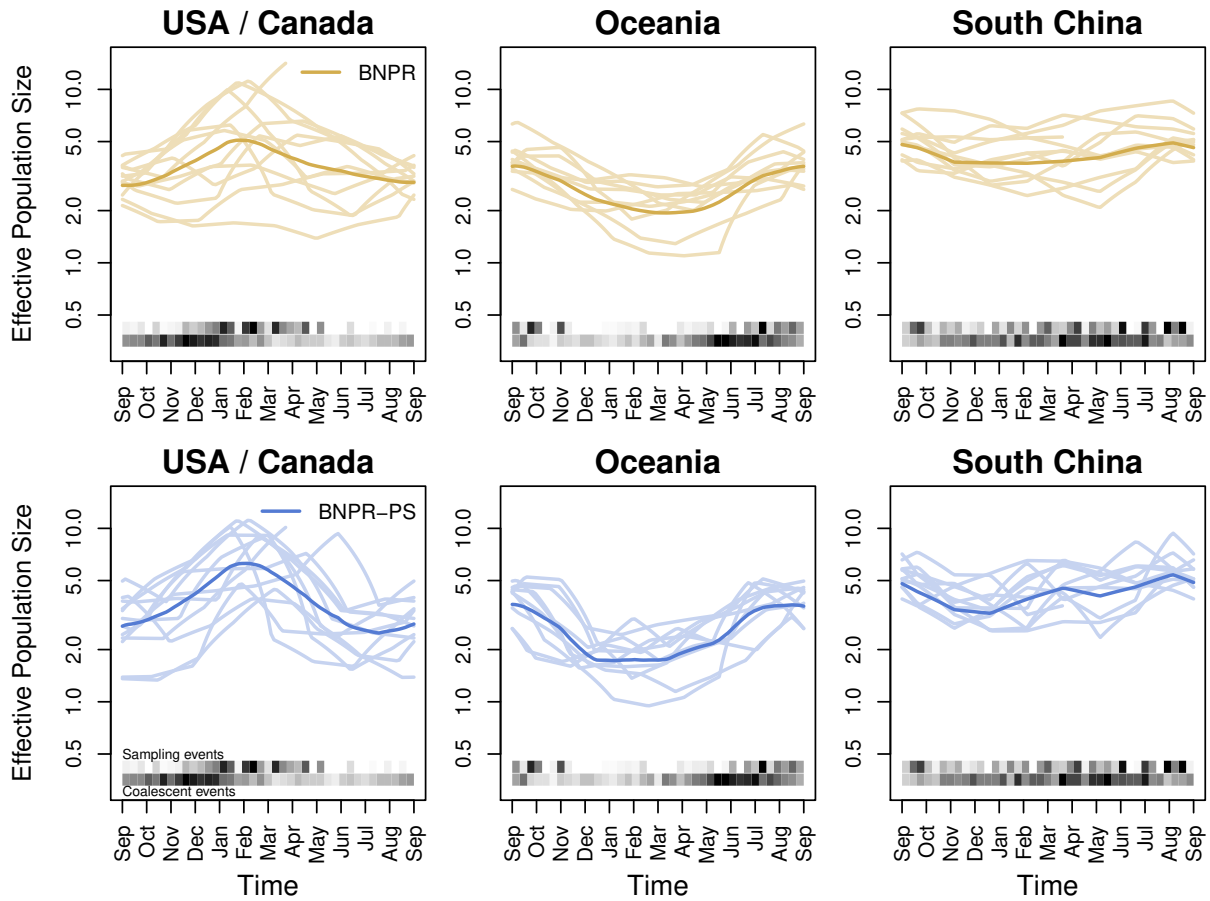 USA / Canada
Oceania
South China
Effective Population Size
10.0
5.0
2.0
1.0
0.5
BNPR
10.0
5.0
2.0
1.0
0.5
10.0
5.0
2.0
1.0
0.5
Sep Oct Nov Dec Jan Feb Mar Apr May Jun Jul Aug Sep
Sep Oct Nov Dec Jan Feb Mar Apr May Jun Jul Aug Sep
Sep Oct Nov Dec Jan Feb Mar Apr May Jun Jul Aug Sep
USA / Canada
Oceania
South China
Effective Population Size
10.0
5.0
2.0
1.0
0.5
BNPR−PS
Sampling events
Coalescent events
10.0
5.0
2.0
1.0
0.5
10.0
5.0
2.0
1.0
0.5
Sep Oct Nov Dec Jan Feb Mar Apr May Jun Jul Aug Sep
Sep Oct Nov Dec Jan Feb Mar Apr May Jun Jul Aug Sep
Sep Oct Nov Dec Jan Feb Mar Apr May Jun Jul Aug Sep
Time
Time
Time